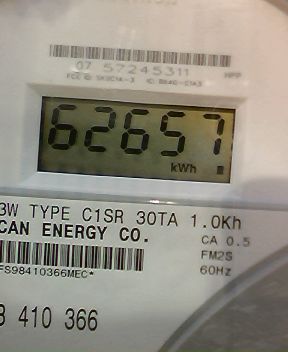 07 57245311 HPP
62657
kWh
3W TYPE C1SR 30TA 1.0Kh
CAN ENERGY CO.
CA 0.5
FM2S
60Hz
FS98410366MEC*
410 366